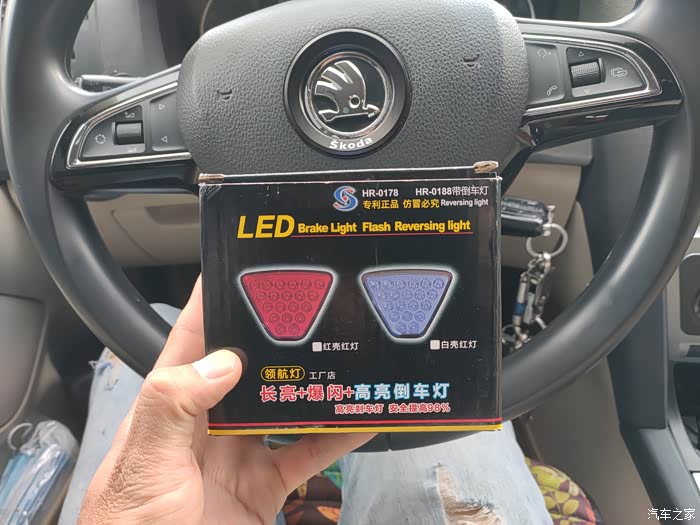 Škoda
HR-0178 HR-0188带倒车灯
专利正品 仿冒必究 Reversing light
LED Brake Light Flash Reversing light
红亮红灯 白亮红灯
领航灯 工厂店
长亮+爆闪+高亮倒车灯
高亮刹车灯 安全提高98%
汽车之家